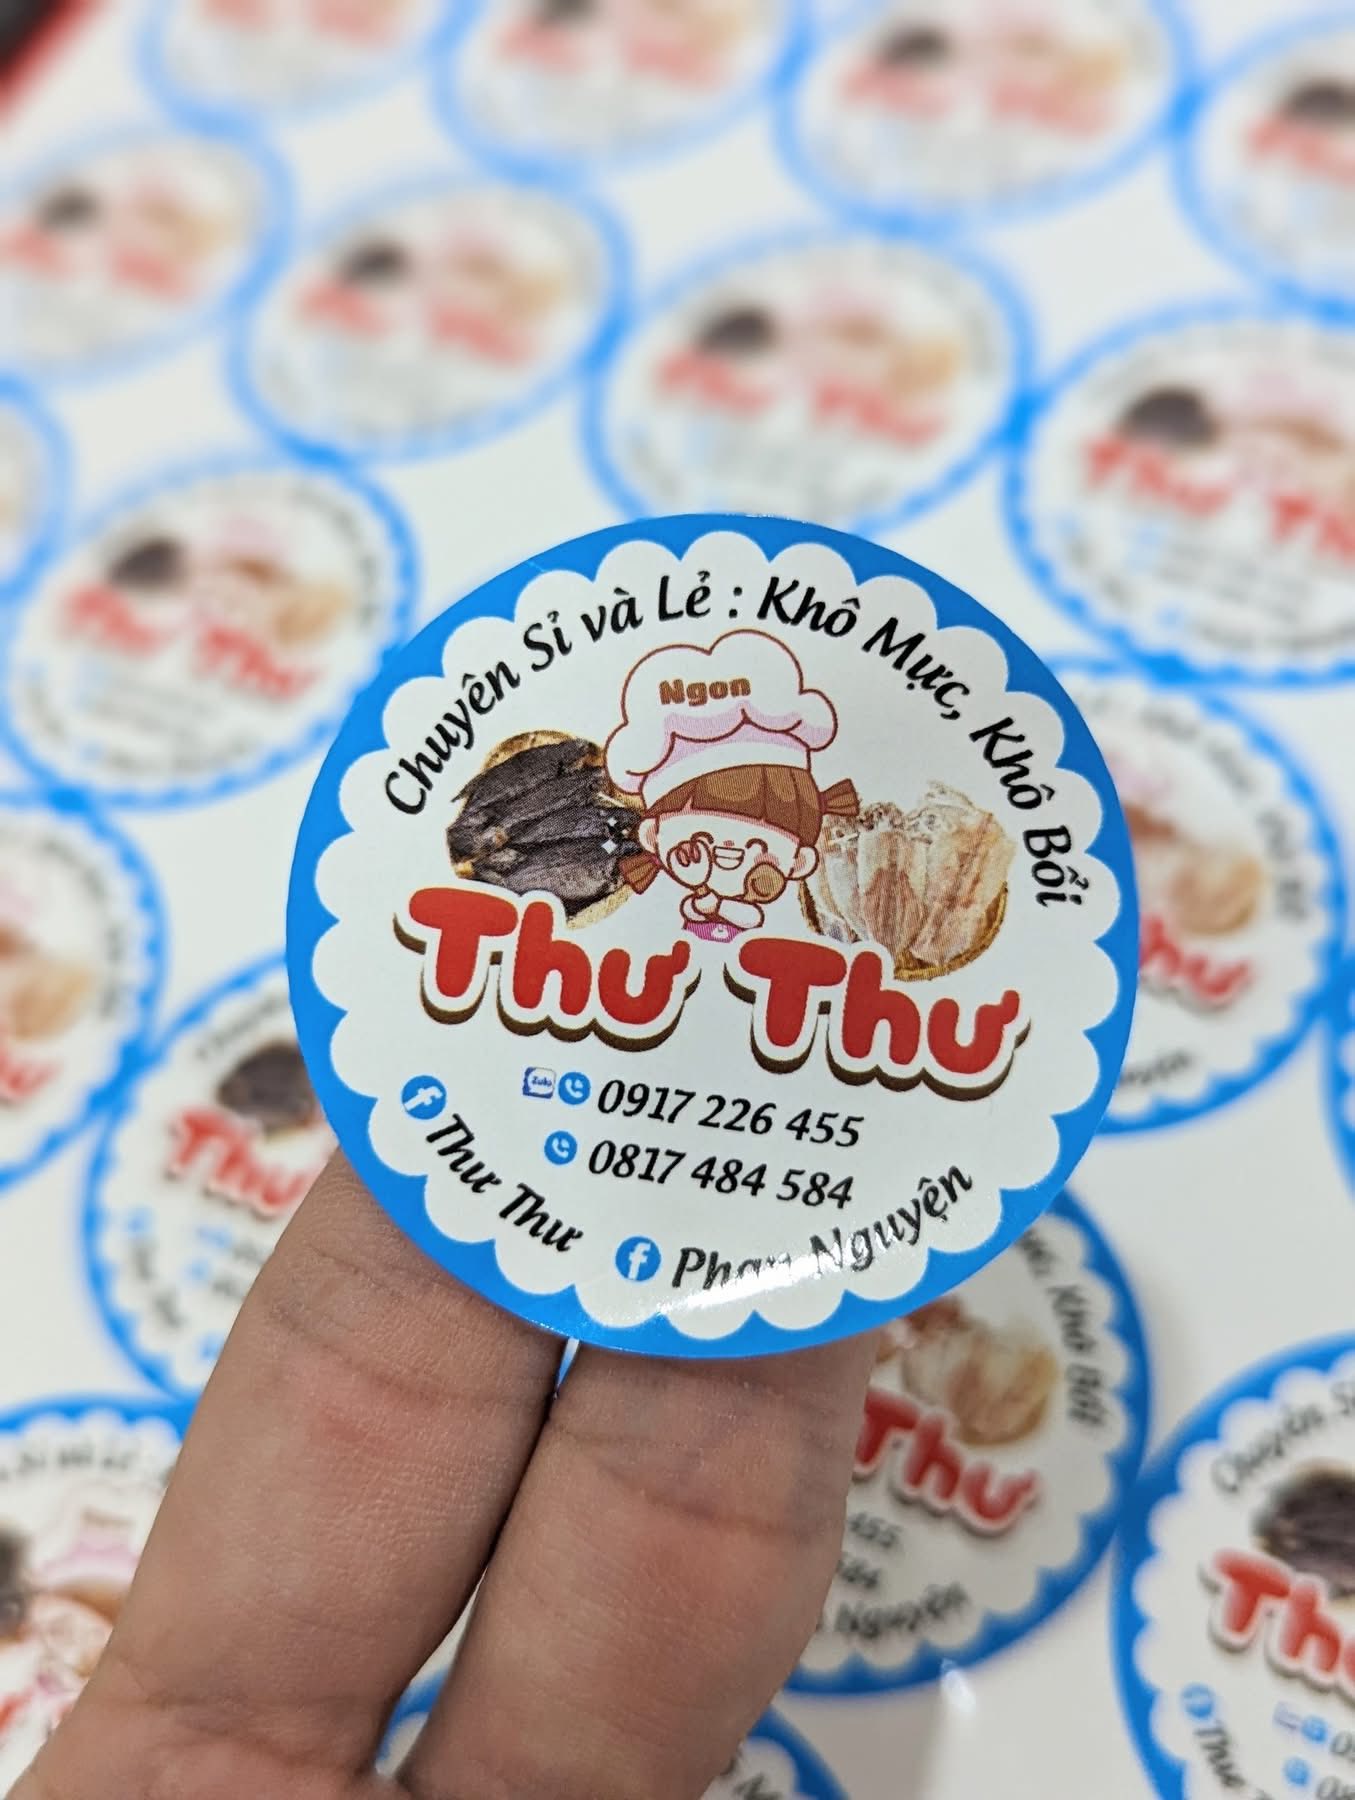 Chuyên Sỉ và Lẻ : Khô Mực, Khô Bổi
Ngon
Thư Thư
Zalo 0917 226 455
0817 484 584
Thư Thư
Phan Nguyện